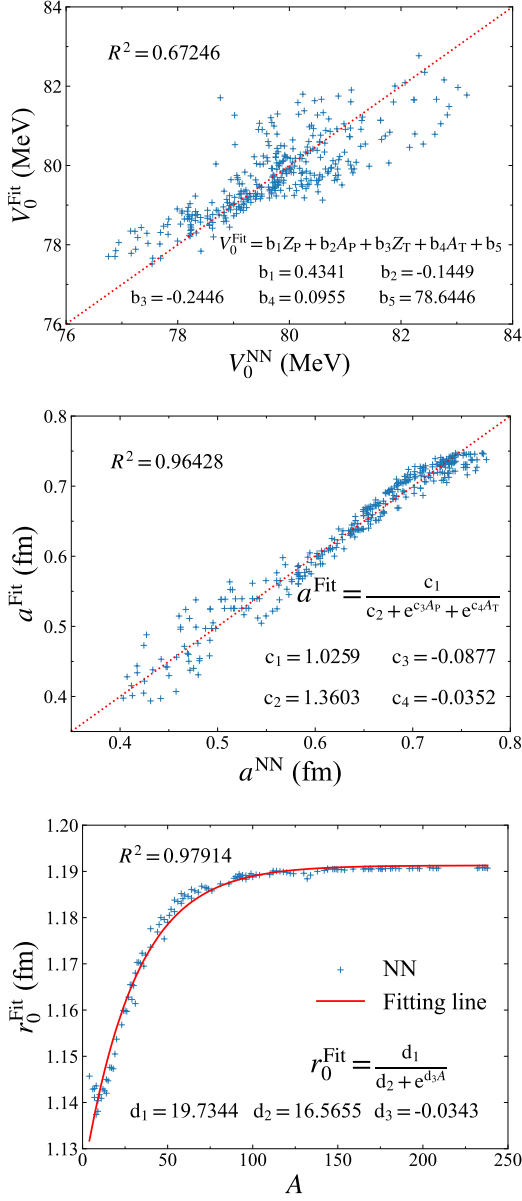 84
R² = 0.67246
82
80
78
76
V₀^Fit (MeV)
V₀^Fit = b₁Z_P + b₂A_P + b₃Z_T + b₄A_T + b₅
b₁ = 0.4341 b₂ = -0.1449
b₃ = -0.2446 b₄ = 0.0955 b₅ = 78.6446
76 78 80 82 84
V₀^NN (MeV)
0.8
R² = 0.96428
0.7
0.6
0.5
0.4
a^Fit (fm)
a^Fit = c₁ / (c₂ + e^(c₃A_P) + e^(c₄A_T))
c₁ = 1.0259 c₃ = -0.0877
c₂ = 1.3603 c₄ = -0.0352
0.4 0.5 0.6 0.7 0.8
a^NN (fm)
1.20
R² = 0.97914
1.19
1.18
1.17
1.16
1.15
1.14
1.13
r₀^Fit (fm)
NN
Fitting line
r₀^Fit = d₁ / (d₂ + e^(d₃A))
d₁ = 19.7344 d₂ = 16.5655 d₃ = -0.0343
0 50 100 150 200 250
A